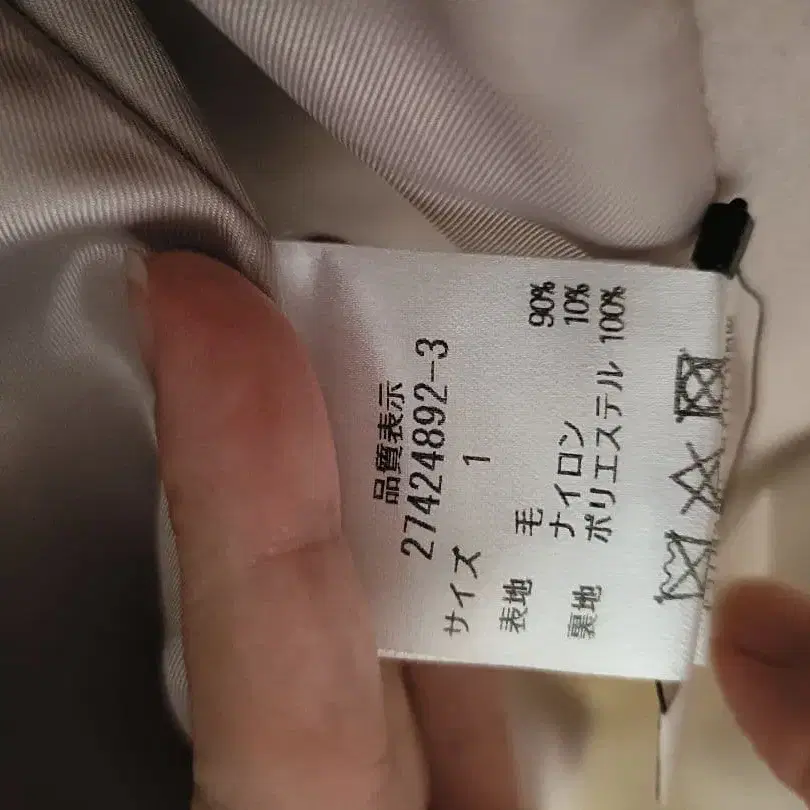 品質表示
27424892-3
サイズ 1
表地 毛 90%
ナイロン 10%
裏地 ポリエステル 100%